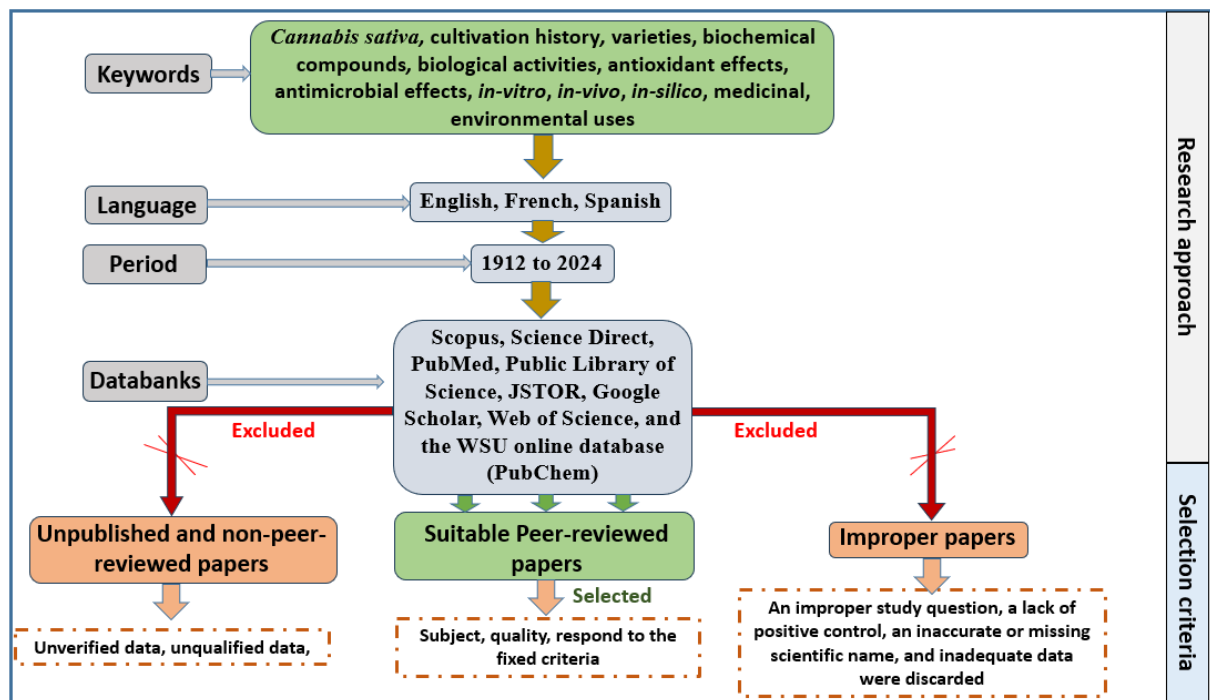 Cannabis sativa, cultivation history, varieties, biochemical
compounds, biological activities, antioxidant effects,
antimicrobial effects, in-vitro, in-vivo, in-silico, medicinal,
environmental uses
Keywords
Language
English, French, Spanish
Period
1912 to 2024
Databanks
Scopus, Science Direct,
PubMed, Public Library of
Science, JSTOR, Google
Scholar, Web of Science, and
the WSU online database
(PubChem)
Excluded
Excluded
Research approach
Unpublished and non-peer-
reviewed papers
Suitable Peer-reviewed
papers
Improper papers
Selected
Unverified data, unqualified data,
Subject, quality, respond to the
fixed criteria
An improper study question, a lack of
positive control, an inaccurate or missing
scientific name, and inadequate data
were discarded
Selection criteria